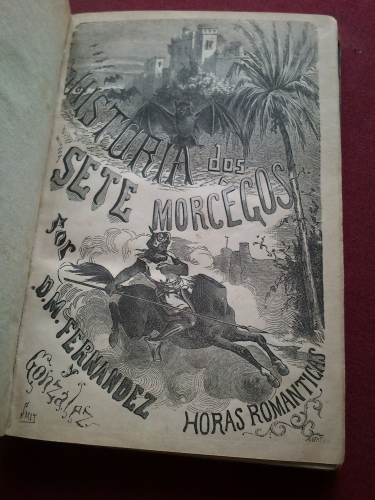 HISTORIA dos
SETE MORCEGOS
POR
D. M. FERNANDEZ
y
Gonzalez
HORAS ROMANTICAS